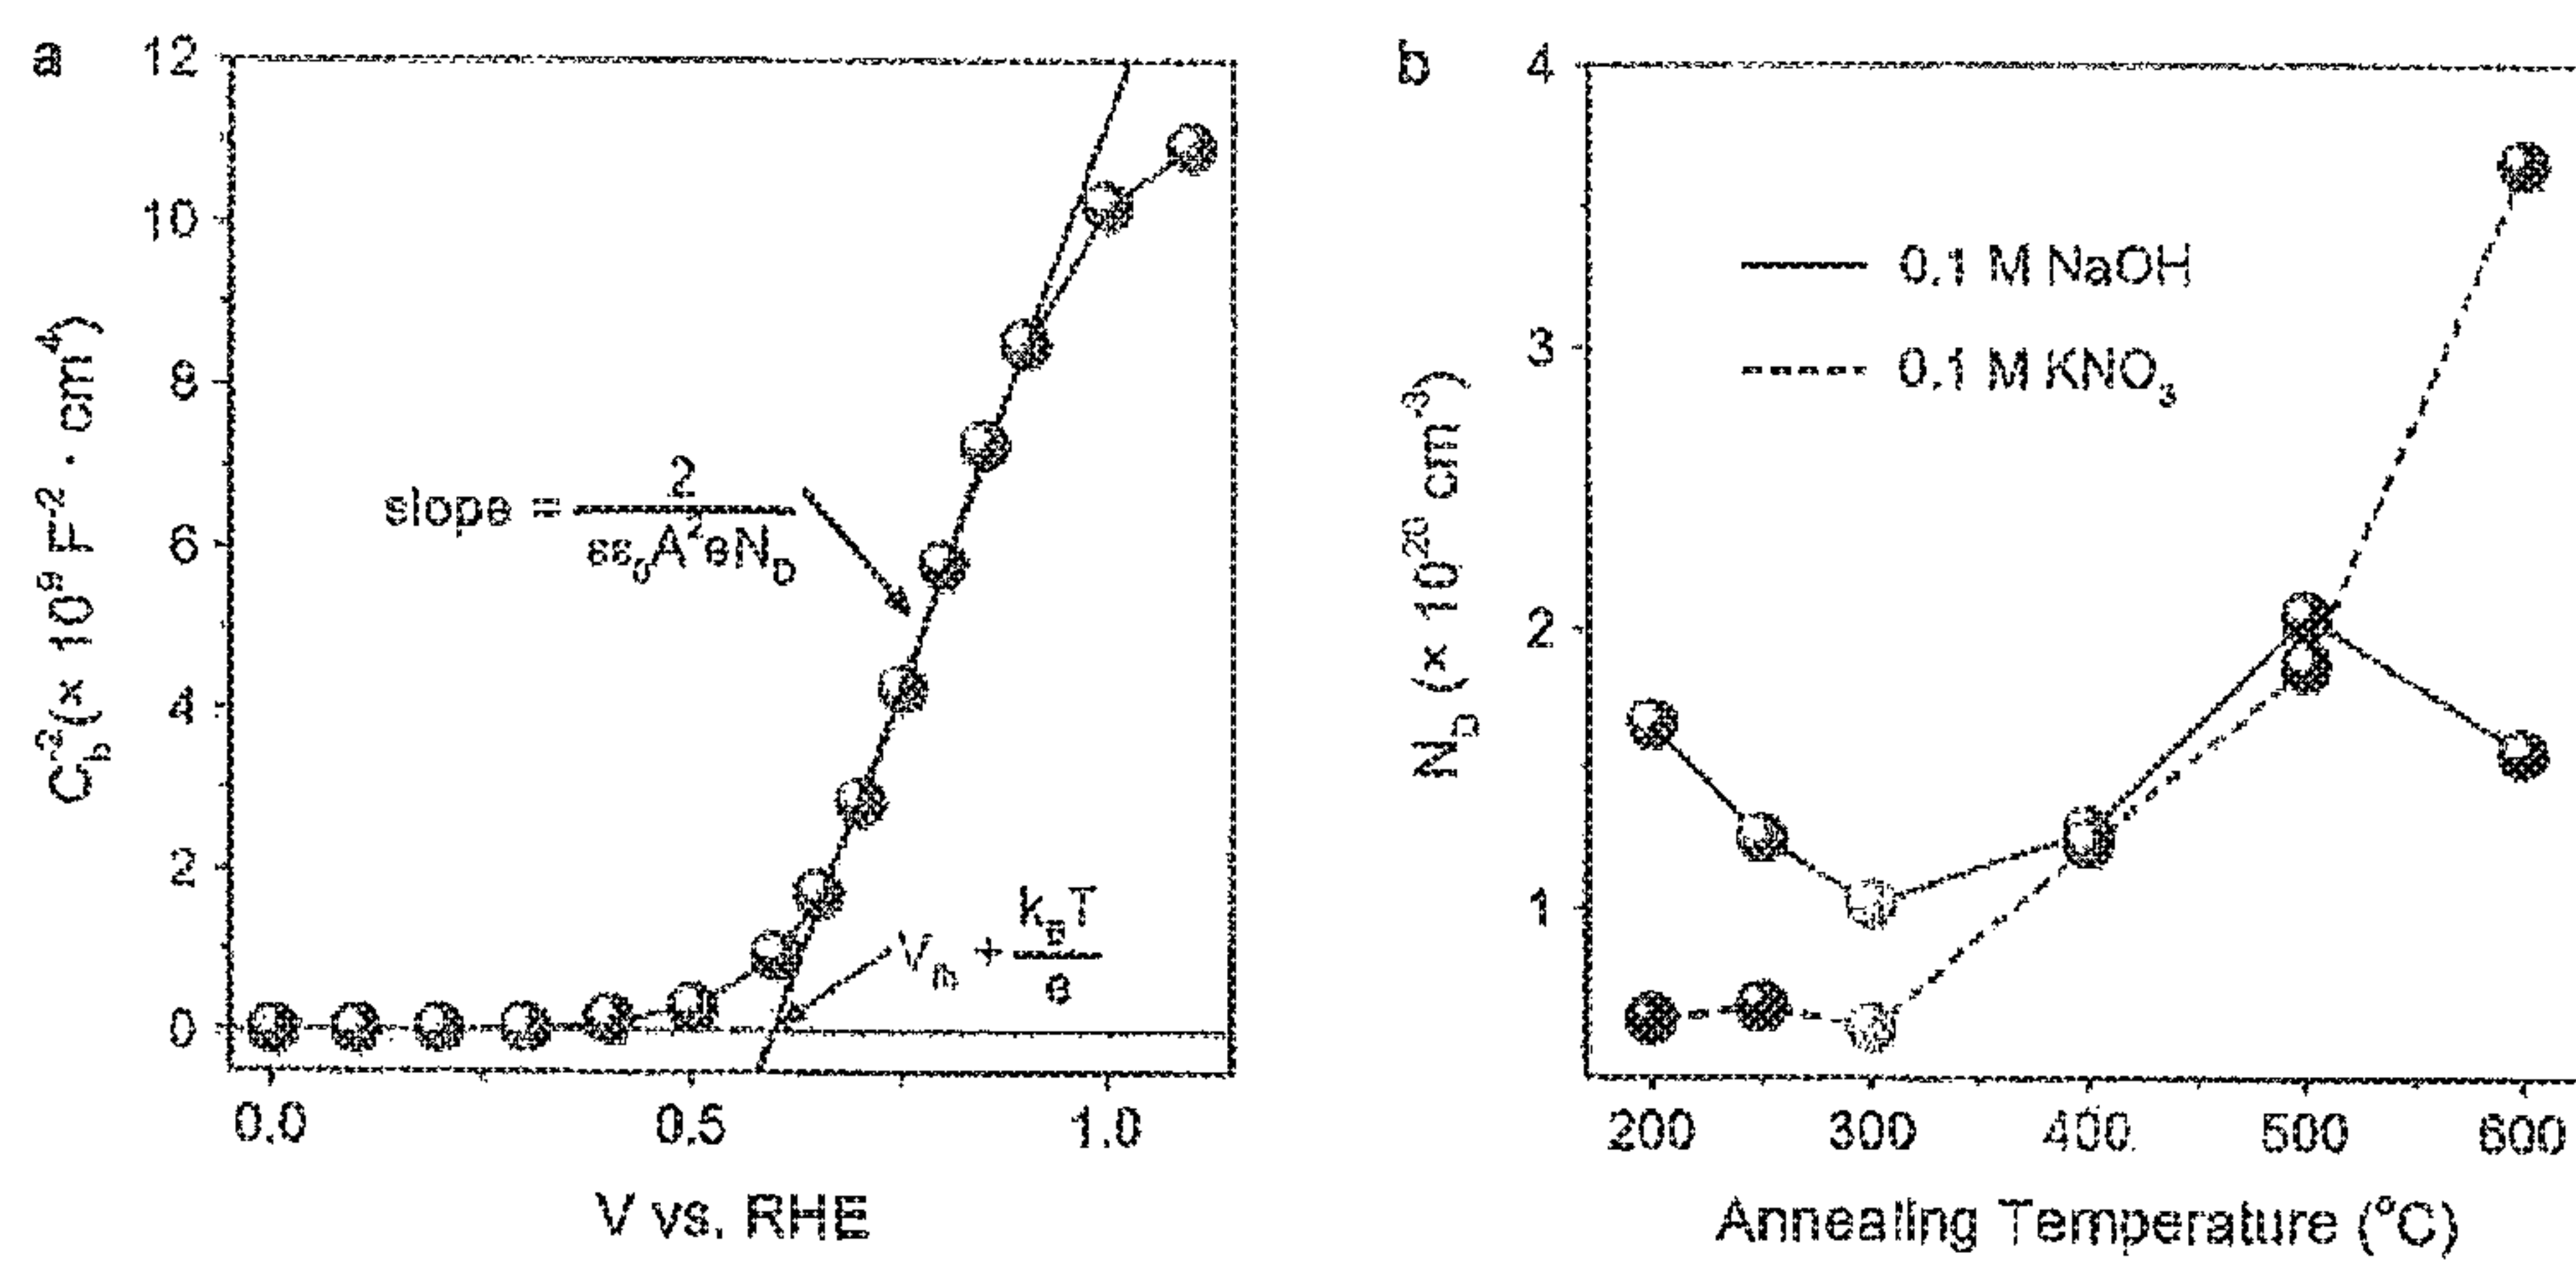 a
12
10
8
6
4
2
0
C_b^-2 (× 10^9 F^-2 · cm^4)
slope = 2
εε_0A^2eN_D
V_fb + k_BT
e
0.0 0.5 1.0
V vs. RHE
b
4
3
2
1
N_D (× 10^20 cm^-3)
0.1 M NaOH
0.1 M KNO_3
200 300 400 500 600
Annealing Temperature (°C)